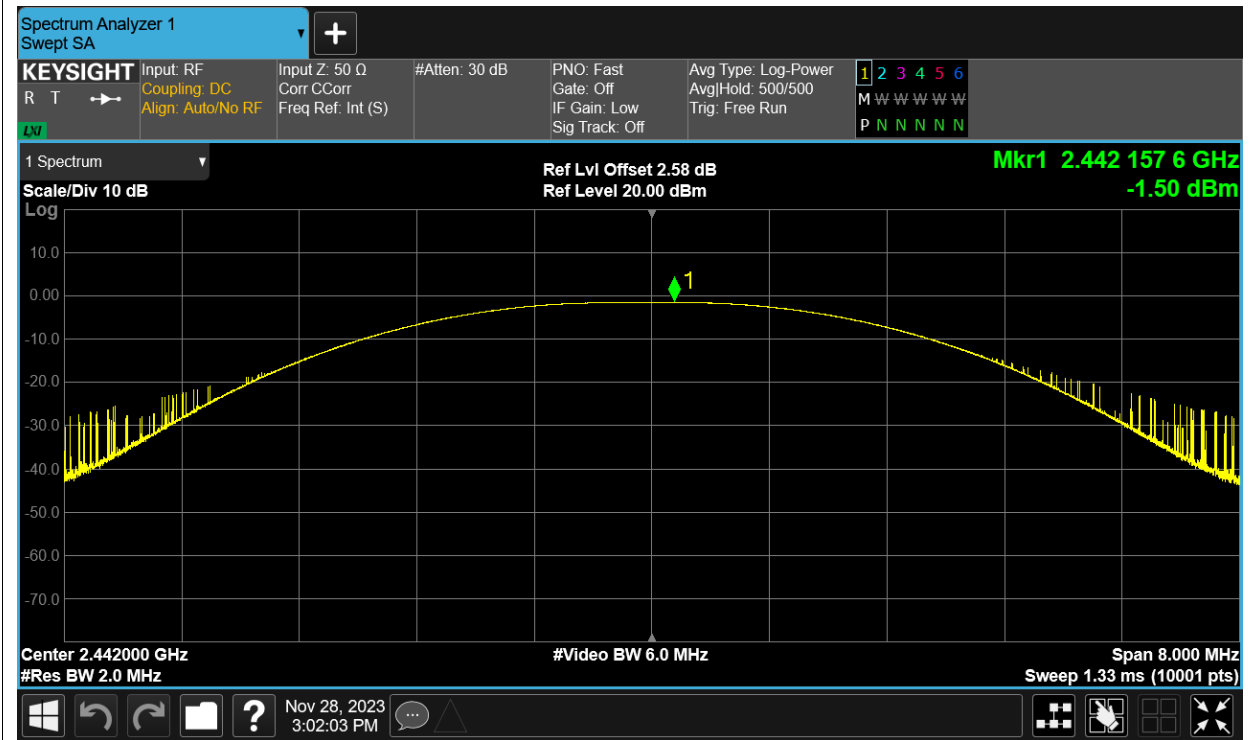 Spectrum Analyzer 1
Swept SA
KEYSIGHT
R T
LXI
Input: RF
Coupling: DC
Align: Auto/No RF
Input Z: 50 Ω
Corr CCorr
Freq Ref: Int (S)
#Atten: 30 dB
PNO: Fast
Gate: Off
IF Gain: Low
Sig Track: Off
Avg Type: Log-Power
Avg|Hold: 500/500
Trig: Free Run
1 2 3 4 5 6
M W W W W W
P N N N N N
1 Spectrum
Scale/Div 10 dB
Log
Ref Lvl Offset 2.58 dB
Ref Level 20.00 dBm
Mkr1 2.442 157 6 GHz
-1.50 dBm
10.0
0.00
-10.0
-20.0
-30.0
-40.0
-50.0
-60.0
-70.0
1
Center 2.442000 GHz
#Res BW 2.0 MHz
#Video BW 6.0 MHz
Span 8.000 MHz
Sweep 1.33 ms (10001 pts)
?
Nov 28, 2023
3:02:03 PM